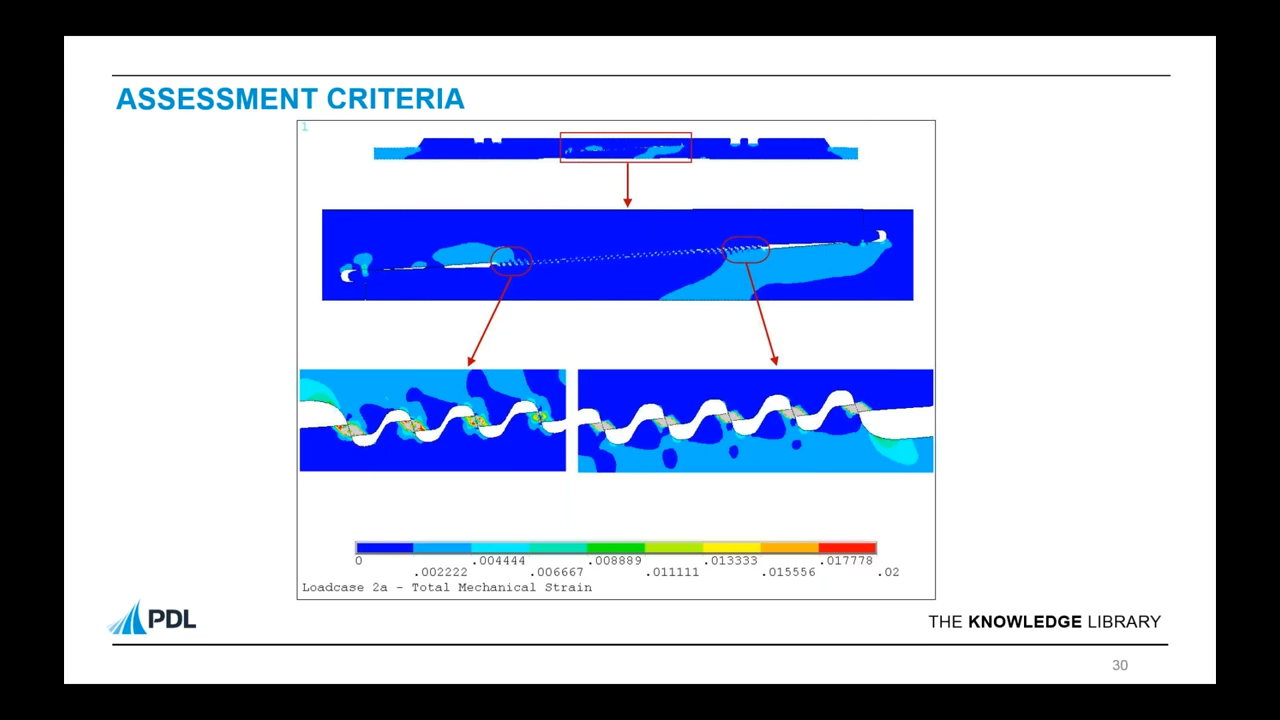 ASSESSMENT CRITERIA
1
0 .004444 .008889 .013333 .017778
.002222 .006667 .011111 .015556 .02
Loadcase 2a - Total Mechanical Strain
PDL
THE KNOWLEDGE LIBRARY
30